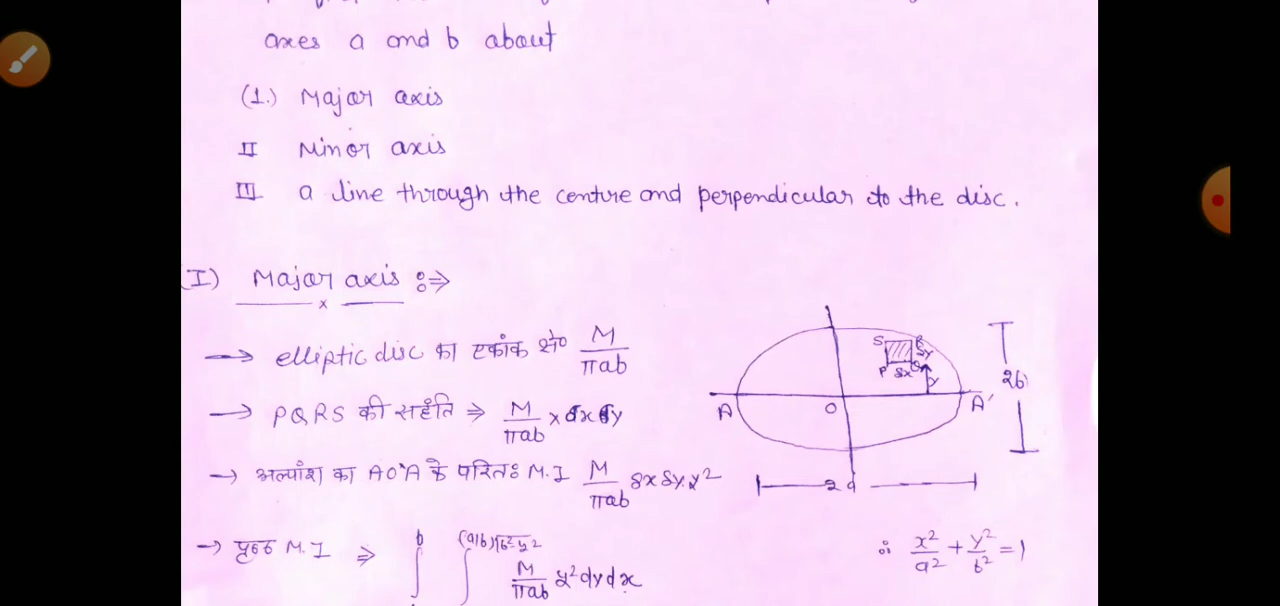 axes a and b about
(1.) Major axis
II Minor axis
III a line through the centre and perpendicular to the disc.
(I) Major axis :⇒
→ elliptic disc का एकांक क्षे० M/πab
→ PQRS की सहंति ⇒ M/πab × δx δy
→ अल्पांश का AO'A के परितः M.I M/πab δx δy. y²
→ M.I ⇒ ∫ ᵇ ∫ ⁽ᵃ/ᵇ⁾√(b²-y²) M/πab y² dy dx
S R
δy
P δx Q
y
A O A'
2b
2a
∴ x²/a² + y²/b² = 1